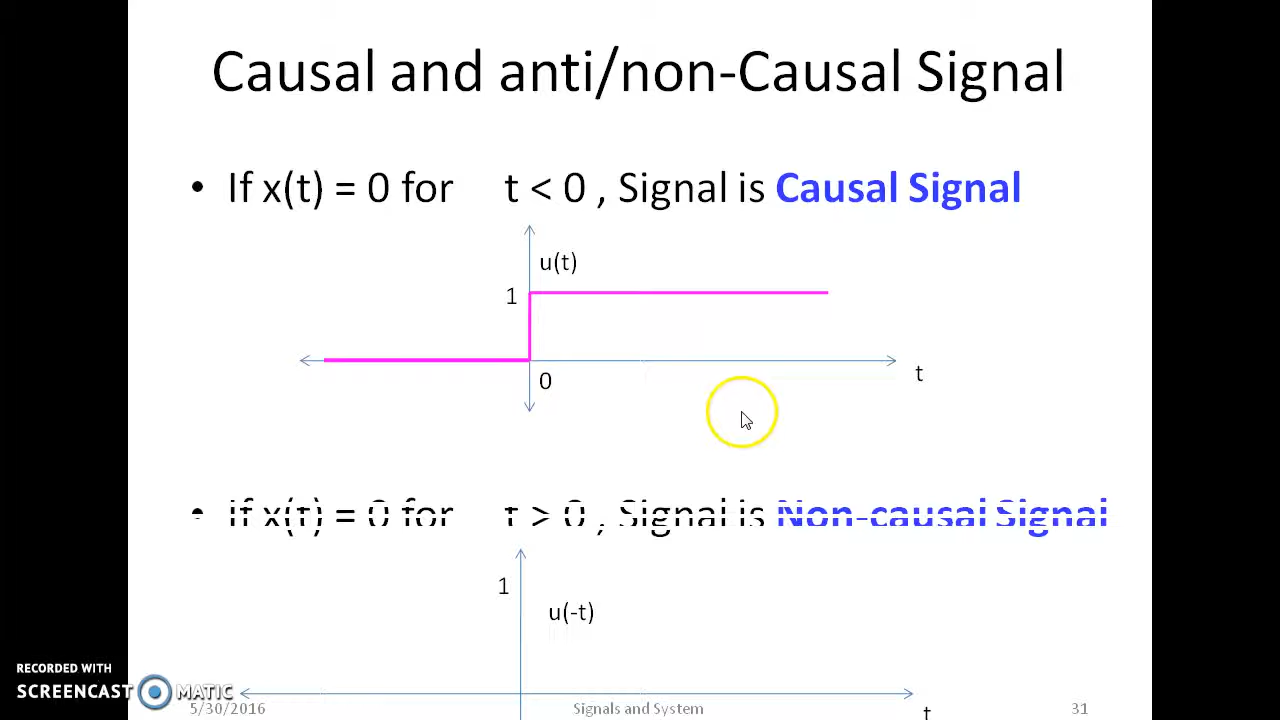 Causal and anti/non-Causal Signal
• If x(t) = 0 for t < 0 , Signal is Causal Signal
u(t)
1
0
t
• If x(t) = 0 for t > 0 , Signal is Non-causal Signal
1
u(-t)
t
RECORDED WITH
SCREENCAST MATIC
5/30/2016 Signals and System 31